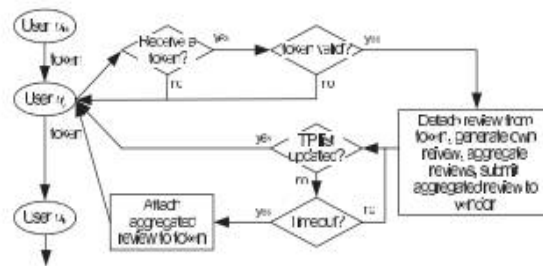 User
Receive a
token?
yes
token valid?
yes
token
no
no
User
token
yes
TP list
updated?
Detach review from
token, generate own
reivew, aggregate
reviews, submit
aggregated review to
vendor
no
User
Attach
aggregated
review to token
yes
Timeout?
no